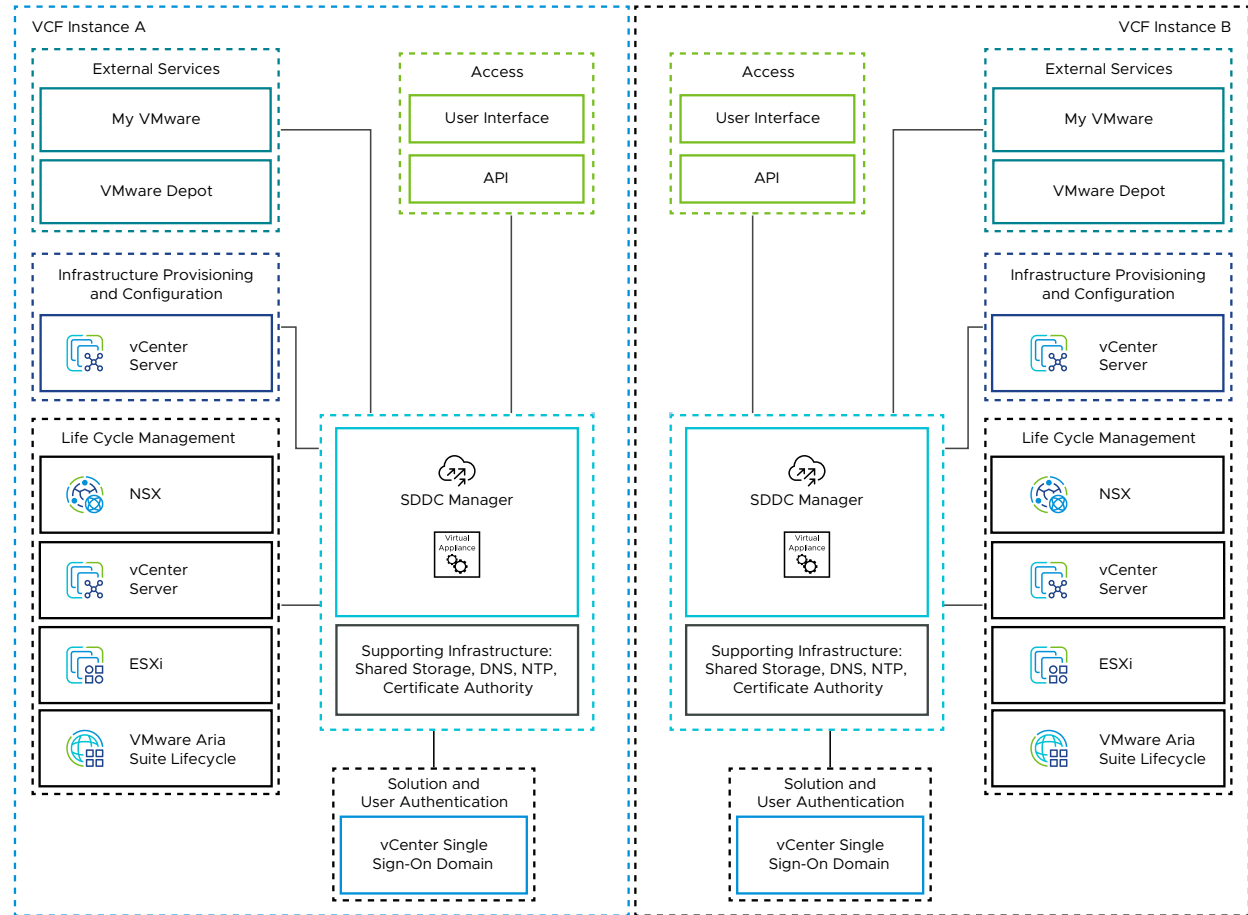 VCF Instance A
External Services
My VMware
VMware Depot
Access
User Interface
API
Infrastructure Provisioning
and Configuration
vCenter
Server
Life Cycle Management
NSX
vCenter
Server
ESXi
VMware Aria
Suite Lifecycle
SDDC Manager
Virtual
Appliance
Supporting Infrastructure:
Shared Storage, DNS, NTP,
Certificate Authority
Solution and
User Authentication
vCenter Single
Sign-On Domain
VCF Instance B
Access
User Interface
API
External Services
My VMware
VMware Depot
Infrastructure Provisioning
and Configuration
vCenter
Server
SDDC Manager
Virtual
Appliance
Supporting Infrastructure:
Shared Storage, DNS, NTP,
Certificate Authority
Life Cycle Management
NSX
vCenter
Server
ESXi
VMware Aria
Suite Lifecycle
Solution and
User Authentication
vCenter Single
Sign-On Domain